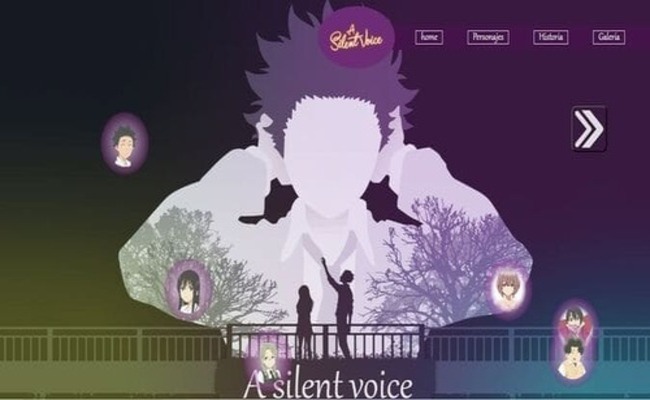 A
Silent Voice
home
Personajes
Historia
Galeria
A silent voice